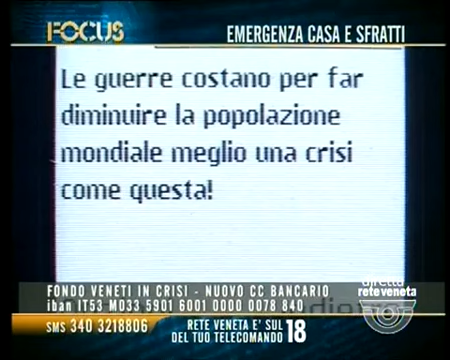 FOCUS
EMERGENZA CASA E SFRATTI
Le guerre costano per far
diminuire la popolazione
mondiale meglio una crisi
come questa!
FONDO VENETI IN CRISI - NUOVO CC BANCARIO
iban IT53 M033 5901 6001 0000 0078 840
diretta
reteveneta
SMS 340 3218806
RETE VENETA E' SUL
DEL TUO TELECOMANDO 18